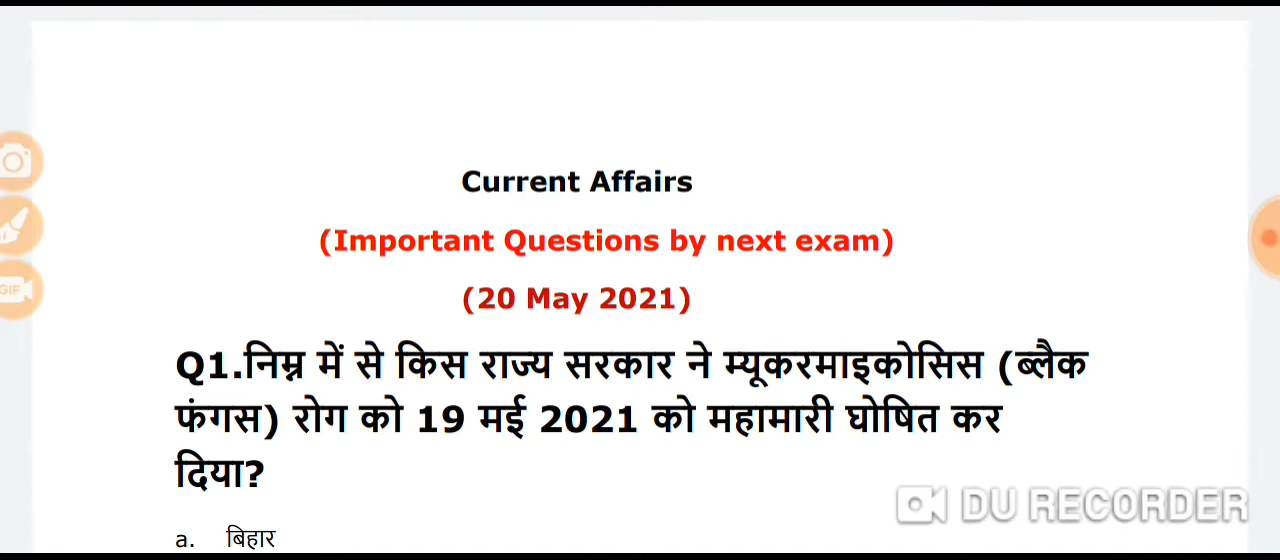 Current Affairs
(Important Questions by next exam)
(20 May 2021)
Q1.निम्न में से किस राज्य सरकार ने म्यूकरमाइकोसिस (ब्लैक
फंगस) रोग को 19 मई 2021 को महामारी घोषित कर
दिया?
a. बिहार
GIF
DU RECORDER